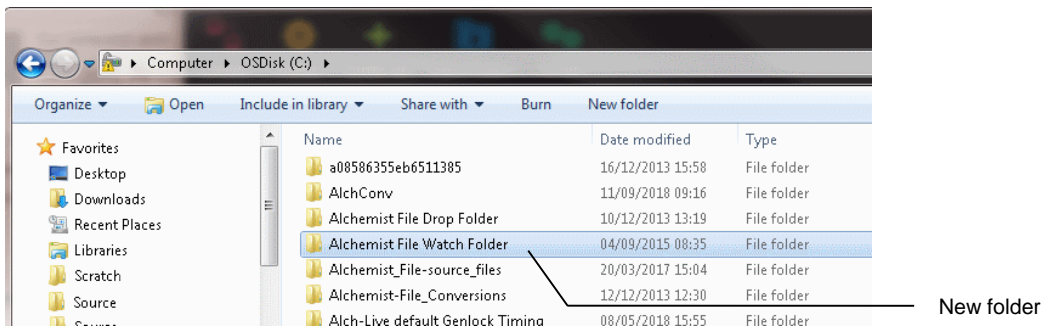 Computer ▸ OSDisk (C:) ▸
Organize ▼ Open Include in library ▼ Share with ▼ Burn New folder
Favorites
Desktop
Downloads
Recent Places
Libraries
Scratch
Source
Source
Name Date modified Type
a08586355eb6511385 16/12/2013 15:58 File folder
AlchConv 11/09/2018 09:16 File folder
Alchemist File Drop Folder 10/12/2013 13:19 File folder
Alchemist File Watch Folder 04/09/2015 08:35 File folder
Alchemist_File-source_files 20/03/2017 15:04 File folder
Alchemist-File_Conversions 12/12/2013 12:30 File folder
Alch-Live default Genlock Timing 08/05/2018 15:55 File folder
New folder